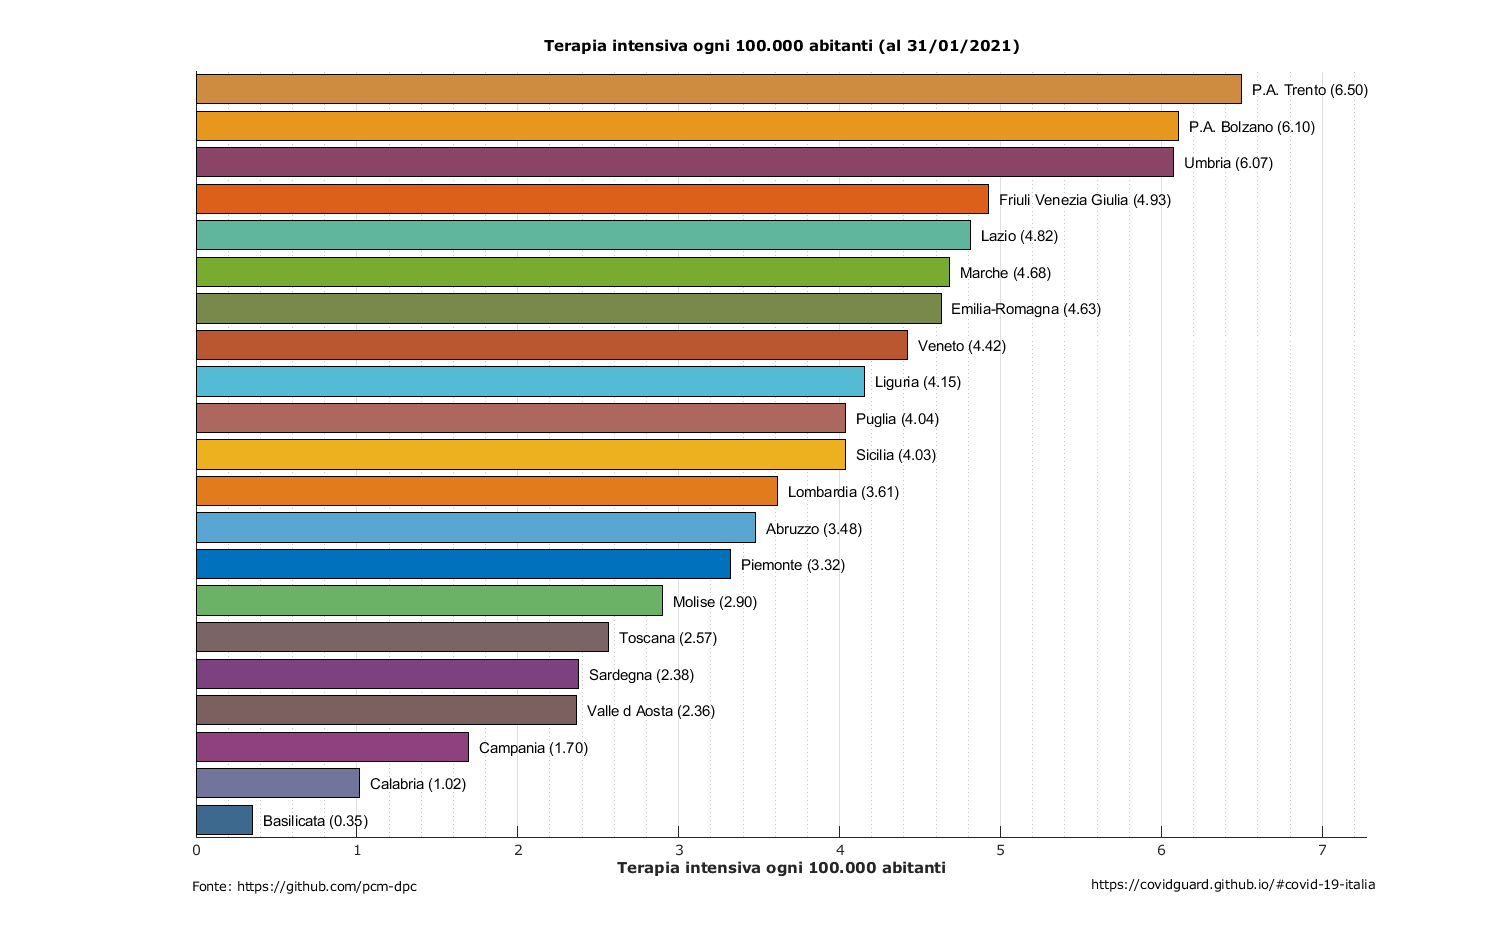 Terapia intensiva ogni 100.000 abitanti (al 31/01/2021)
P.A. Trento (6.50)
P.A. Bolzano (6.10)
Umbria (6.07)
Friuli Venezia Giulia (4.93)
Lazio (4.82)
Marche (4.68)
Emilia-Romagna (4.63)
Veneto (4.42)
Liguria (4.15)
Puglia (4.04)
Sicilia (4.03)
Lombardia (3.61)
Abruzzo (3.48)
Piemonte (3.32)
Molise (2.90)
Toscana (2.57)
Sardegna (2.38)
Valle d Aosta (2.36)
Campania (1.70)
Calabria (1.02)
Basilicata (0.35)
0 1 2 3 4 5 6 7
Terapia intensiva ogni 100.000 abitanti
Fonte: https://github.com/pcm-dpc
https://covidguard.github.io/#covid-19-italia